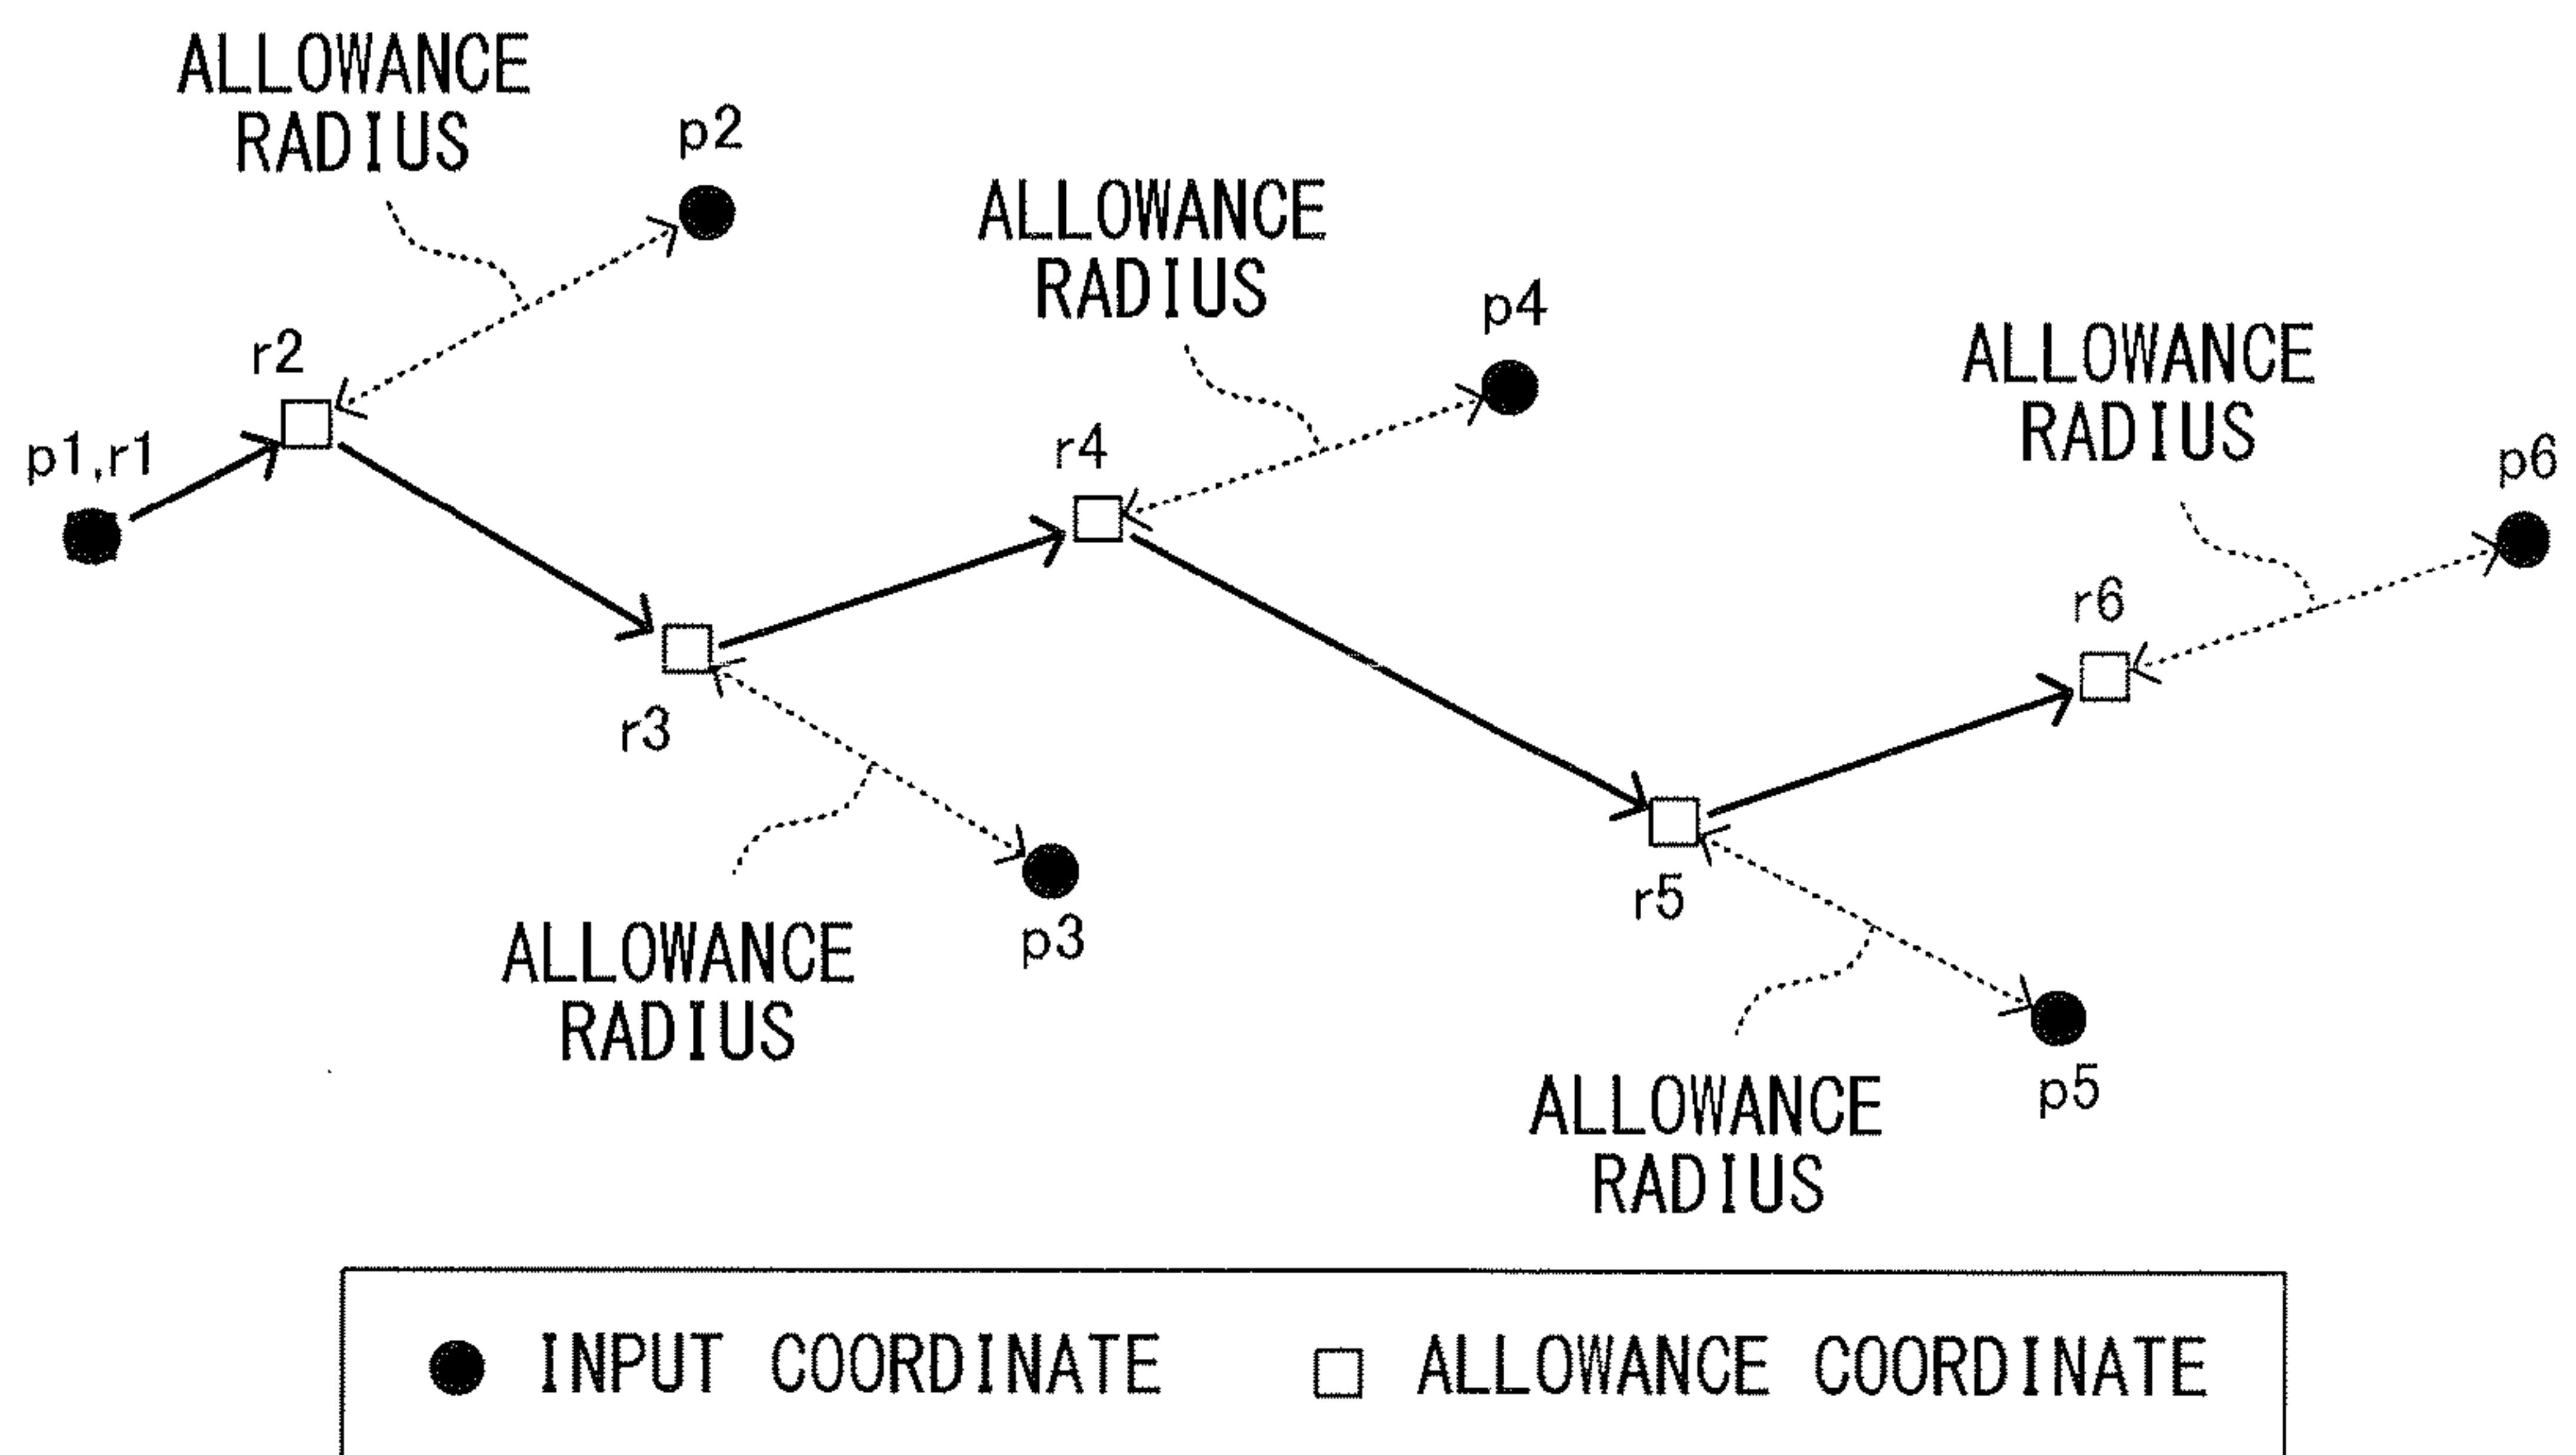 ALLOWANCE
RADIUS
p2
ALLOWANCE
RADIUS
p4
r2
ALLOWANCE
RADIUS
p1,r1
r4
p6
r6
r3
r5
p3
ALLOWANCE
RADIUS
p5
ALLOWANCE
RADIUS
INPUT COORDINATE
ALLOWANCE COORDINATE